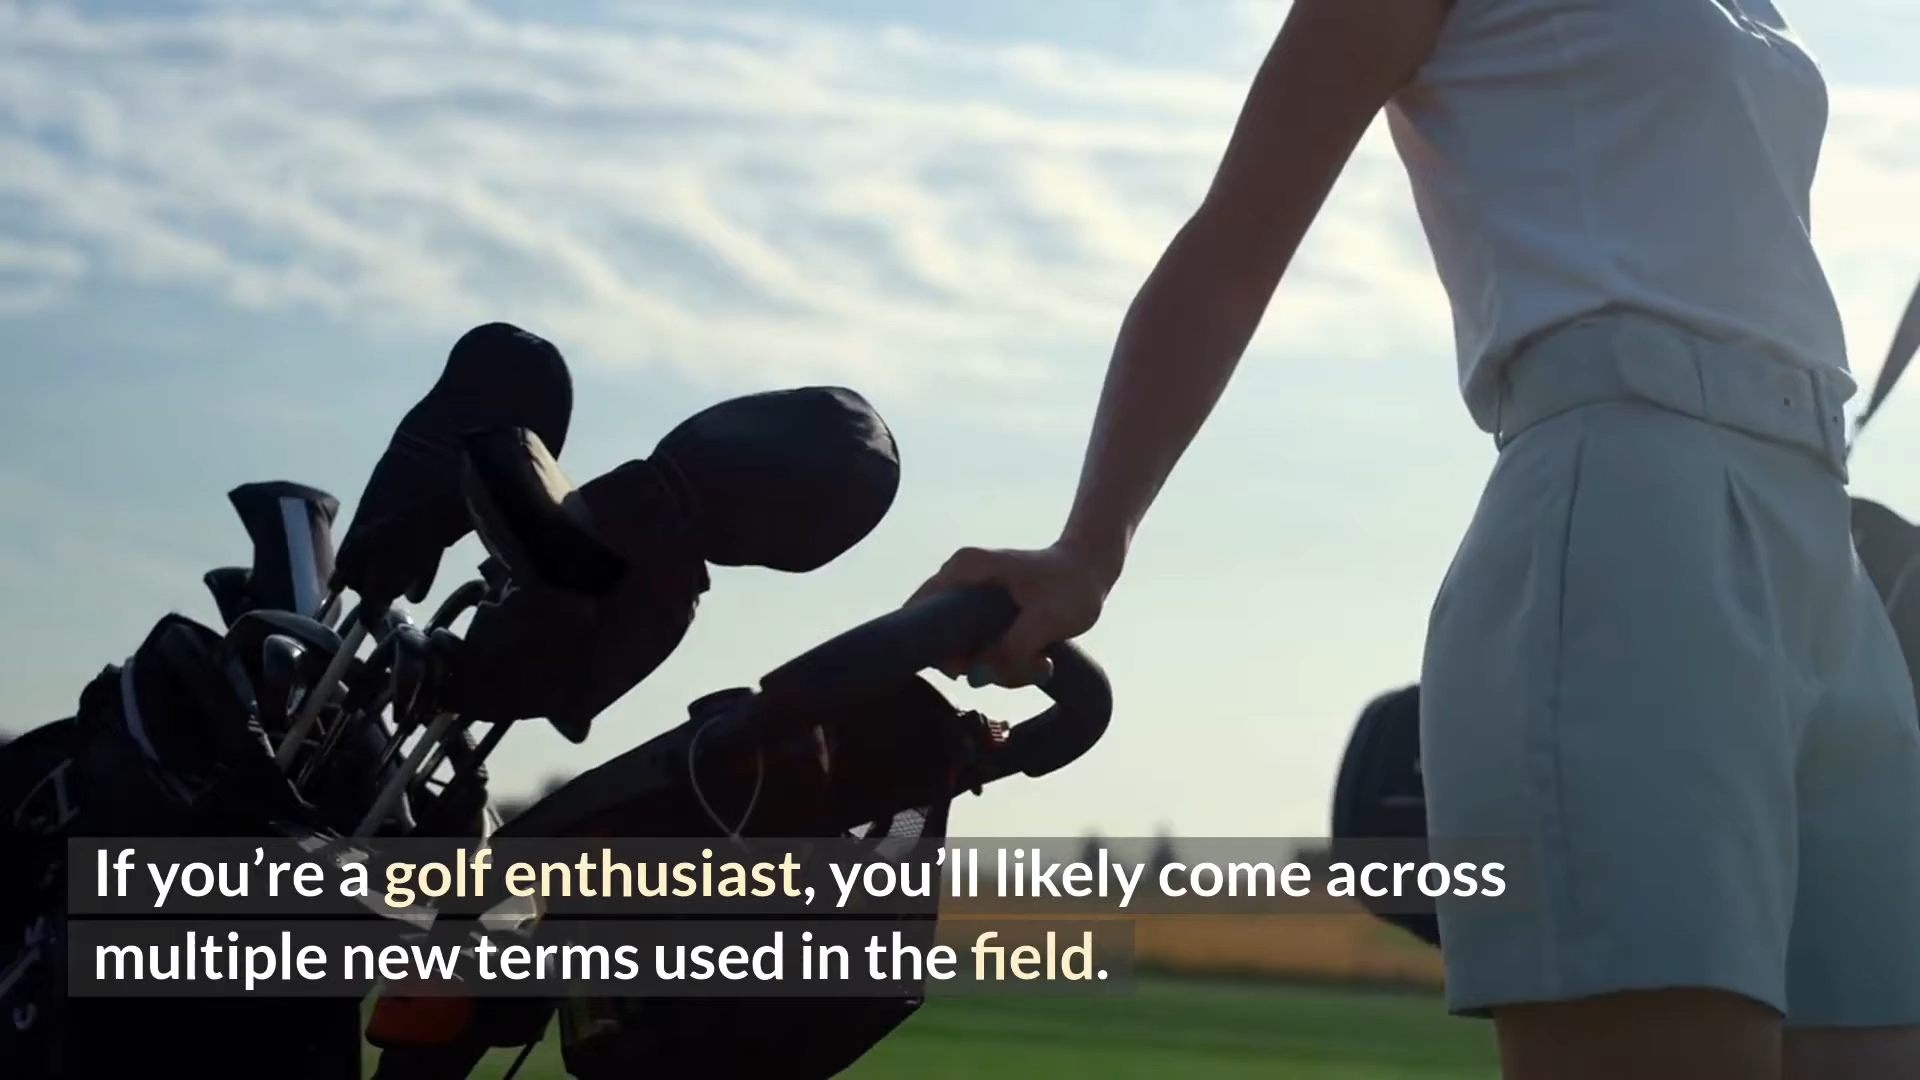 If you’re a golf enthusiast, you’ll likely come across
multiple new terms used in the field.